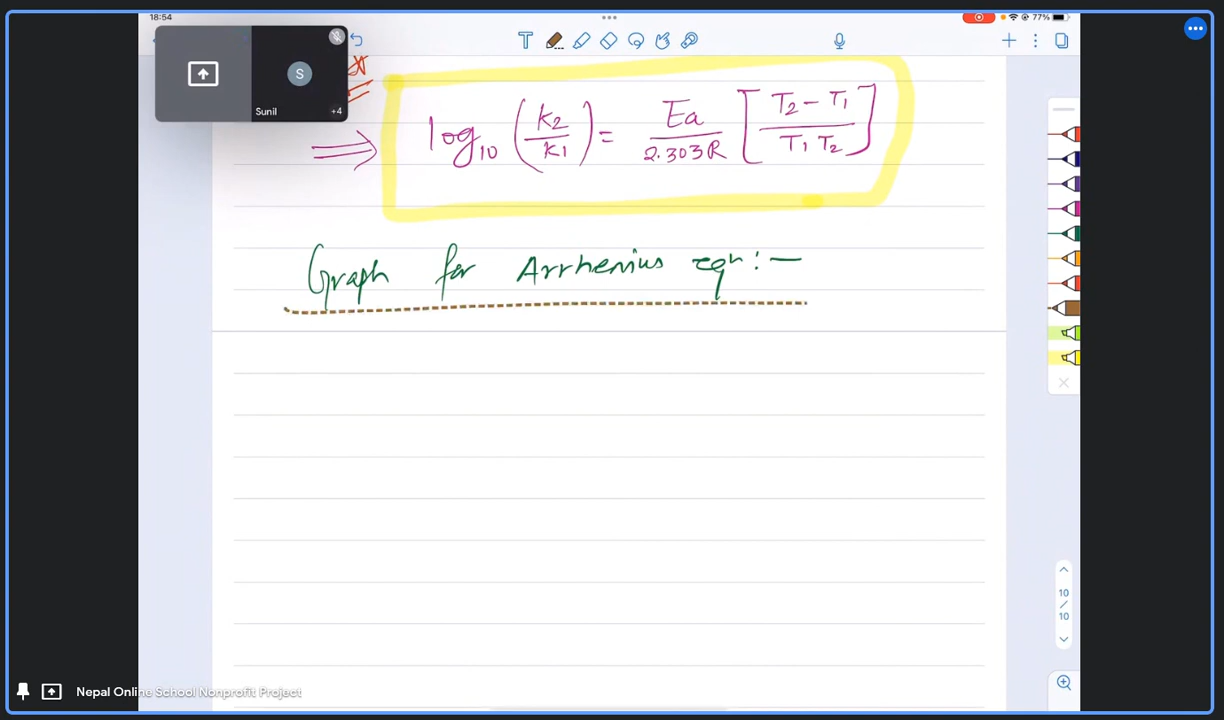 18:54
77%
S
Sunil
+4
⇒ log10 (K2/K1) = Ea/2.303R [T2 - T1/T1 T2]
Graph for Arrhenius eqn :-
10
/
10
Nepal Online School Nonprofit Project